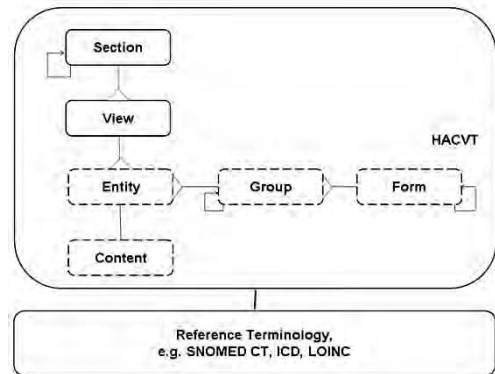 Section
View
HACVT
Entity
Group
Form
Content
Reference Terminology,
e.g. SNOMED CT, ICD, LOINC